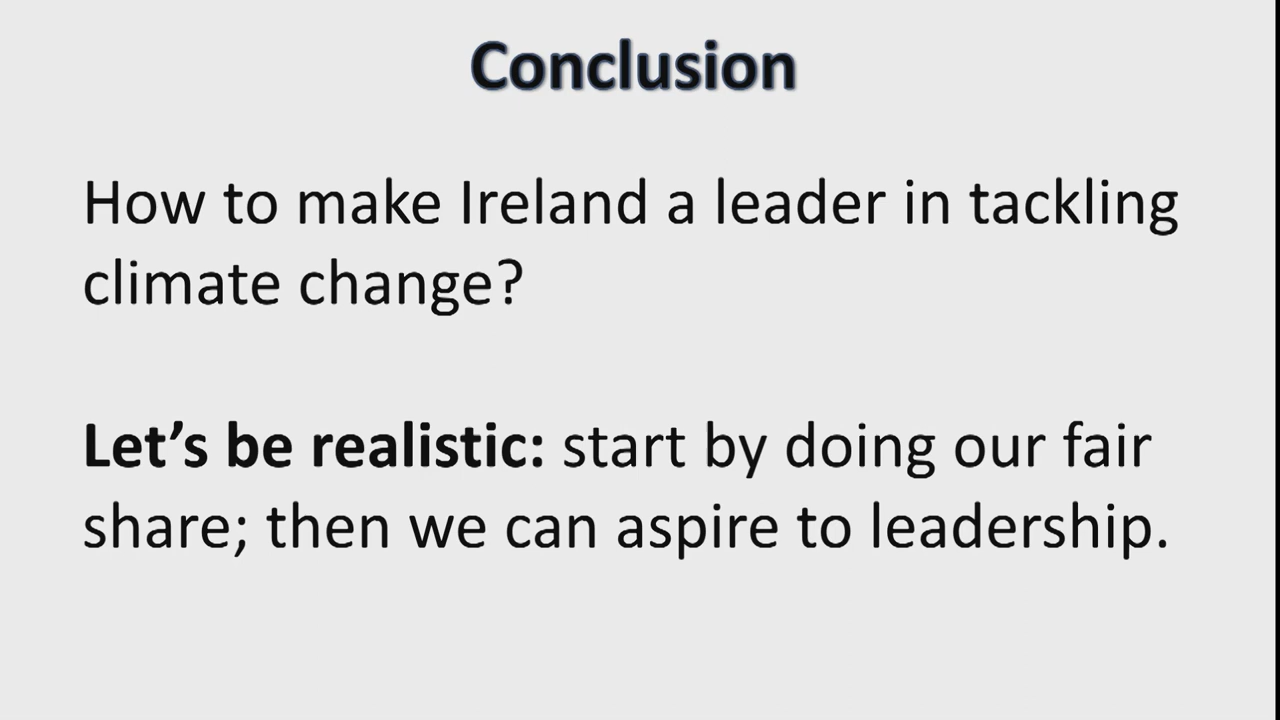 Conclusion
How to make Ireland a leader in tackling
climate change?
Let’s be realistic: start by doing our fair
share; then we can aspire to leadership.